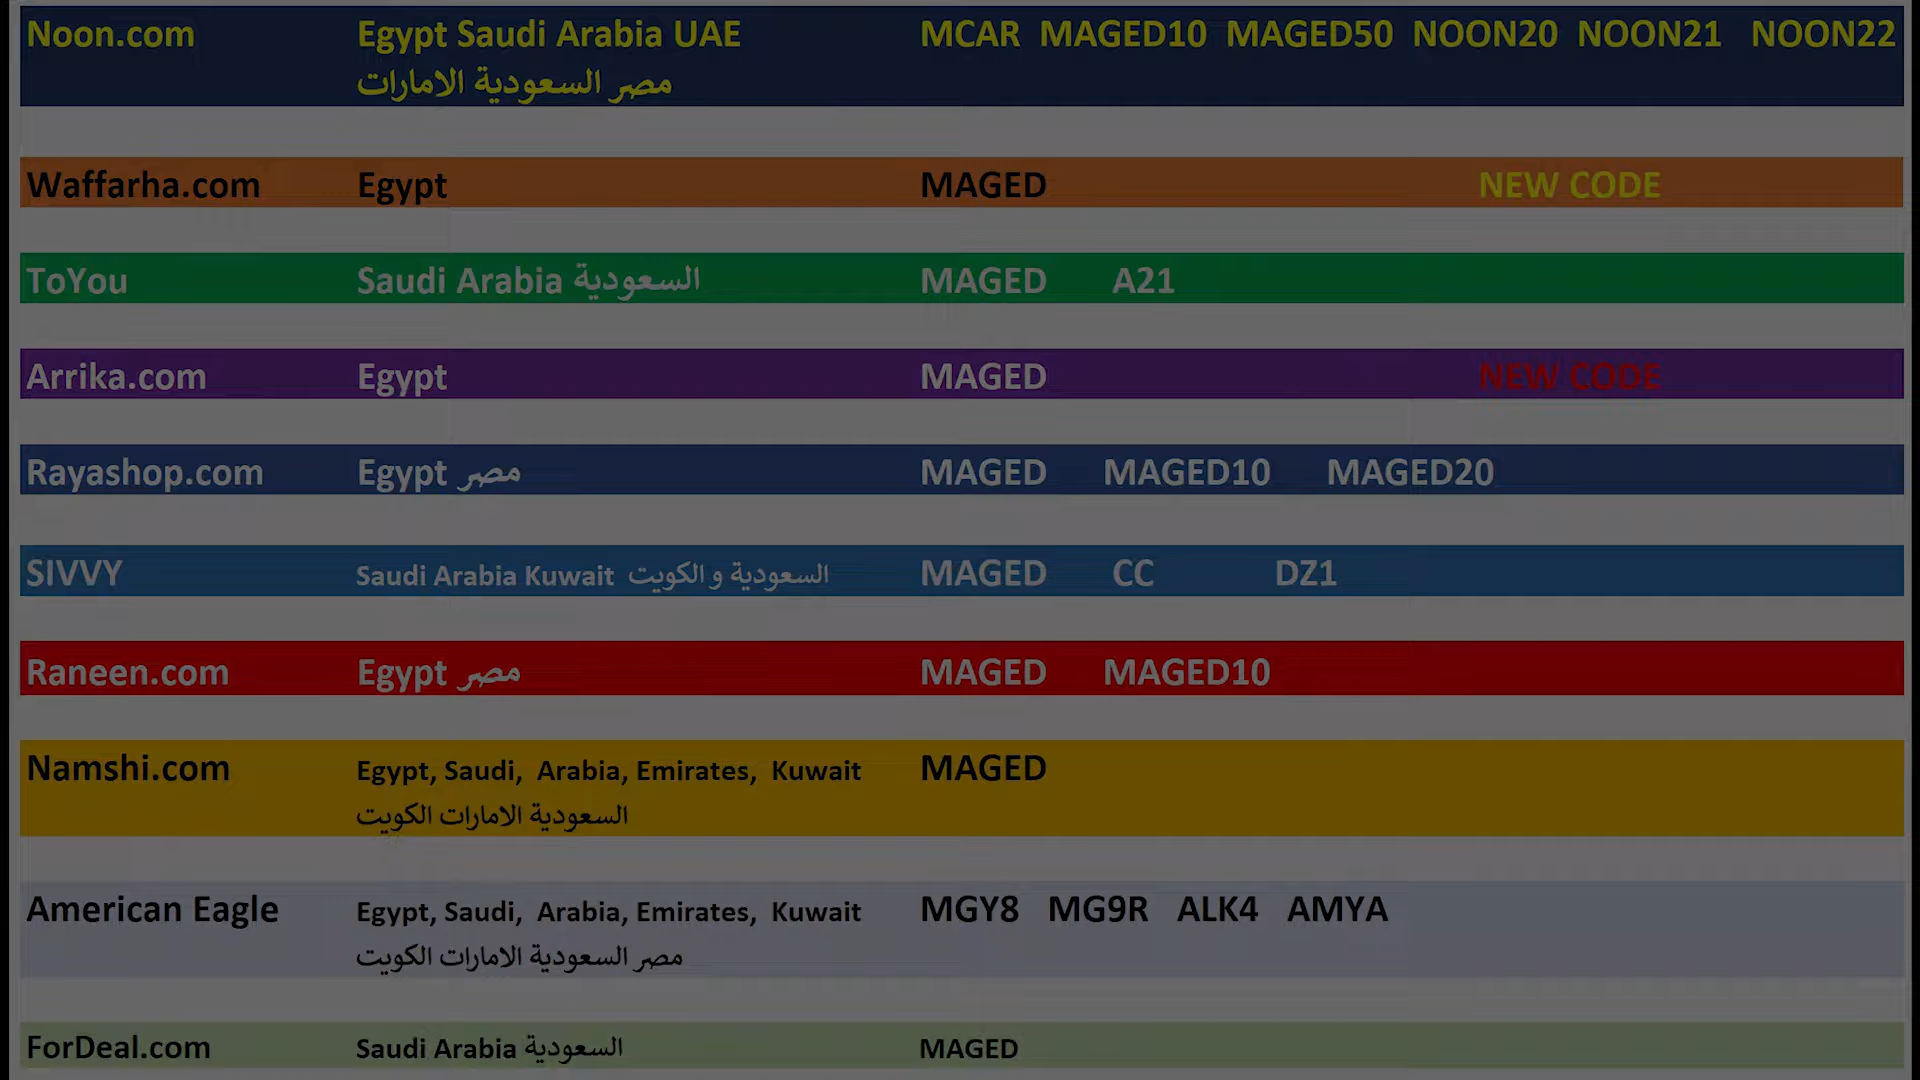 Noon.com Egypt Saudi Arabia UAE MCAR MAGED10 MAGED50 NOON20 NOON21 NOON22
مصر السعودية الامارات
Waffarha.com Egypt MAGED NEW CODE
ToYou Saudi Arabia السعودية MAGED A21
Arrika.com Egypt MAGED NEW CODE
Rayashop.com Egypt مصر MAGED MAGED10 MAGED20
SIVVY Saudi Arabia Kuwait السعودية و الكويت MAGED CC DZ1
Raneen.com Egypt مصر MAGED MAGED10
Namshi.com Egypt, Saudi, Arabia, Emirates, Kuwait MAGED
السعودية الامارات الكويت
American Eagle Egypt, Saudi, Arabia, Emirates, Kuwait MGY8 MG9R ALK4 AMYA
مصر السعودية الامارات الكويت
ForDeal.com Saudi Arabia السعودية MAGED